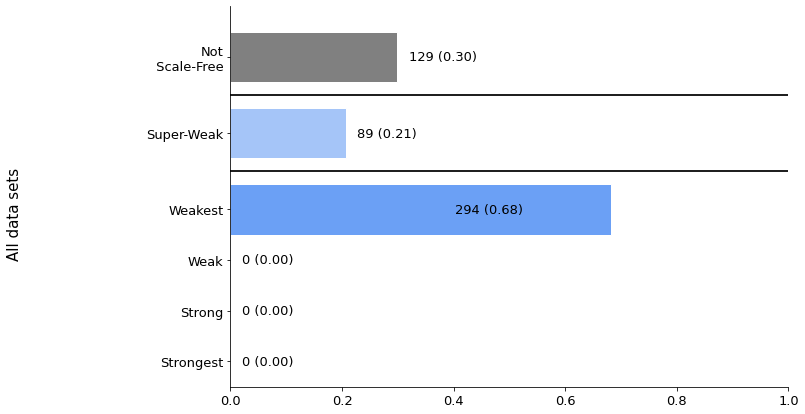 All data sets
Not
Scale-Free
129 (0.30)
Super-Weak
89 (0.21)
Weakest
294 (0.68)
Weak
0 (0.00)
Strong
0 (0.00)
Strongest
0 (0.00)
0.0 0.2 0.4 0.6 0.8 1.0